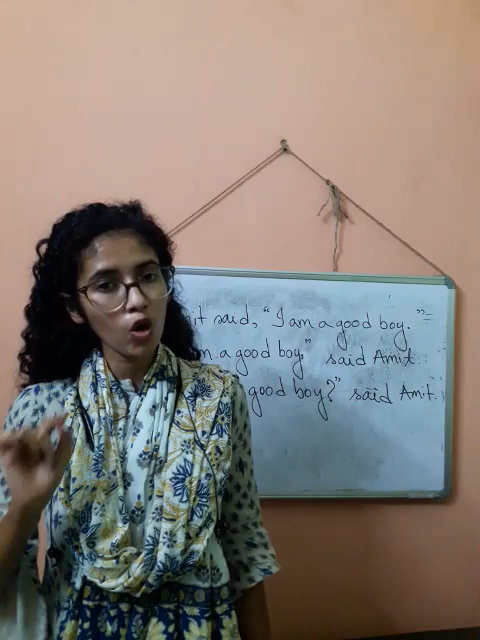 it said, "I am a good boy."
m a good boy," said Amit.
good boy?" said Amit.